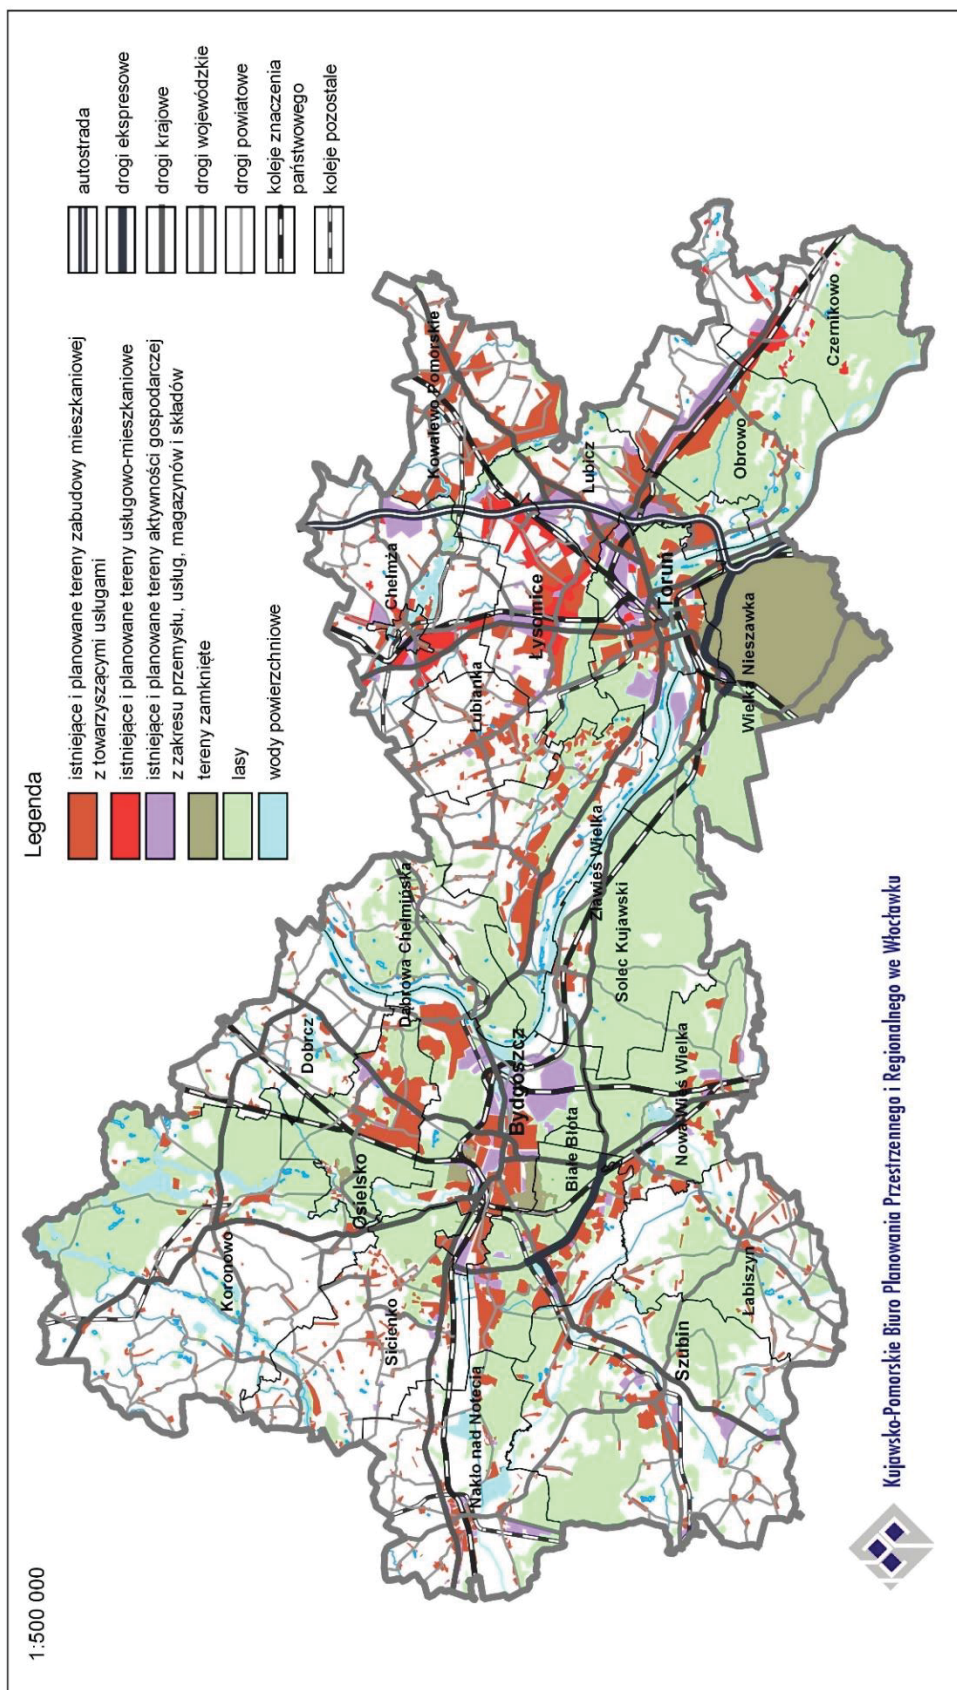 1:500 000
Legenda
istniejące i planowane tereny zabudowy mieszkaniowej
z towarzyszącymi usługami
istniejące i planowane tereny usługowo-mieszkaniowe
istniejące i planowane tereny aktywności gospodarczej
z zakresu przemysłu, usług, magazynów i składów
tereny zamknięte
lasy
wody powierzchniowe
autostrada
drogi ekspresowe
drogi krajowe
drogi wojewódzkie
drogi powiatowe
koleje znaczenia
państwowego
koleje pozostałe
Koronowo
Dobrcz
Osielsko
Sicienko
Dąbrowa Chełmińska
Nakło nad Notecią
Bydgoszcz
Białe Błota
Nowa Wieś Wielka
Szubin
Łabiszyn
Solec Kujawski
Zławieś Wielka
Łubianka
Chełmża
Łysomice
Kowalewo Pomorskie
Lubicz
Toruń
Obrowo
Czernikowo
Wielka Nieszawka
Kujawsko-Pomorskie Biuro Planowania Przestrzennego i Regionalnego we Włocławku